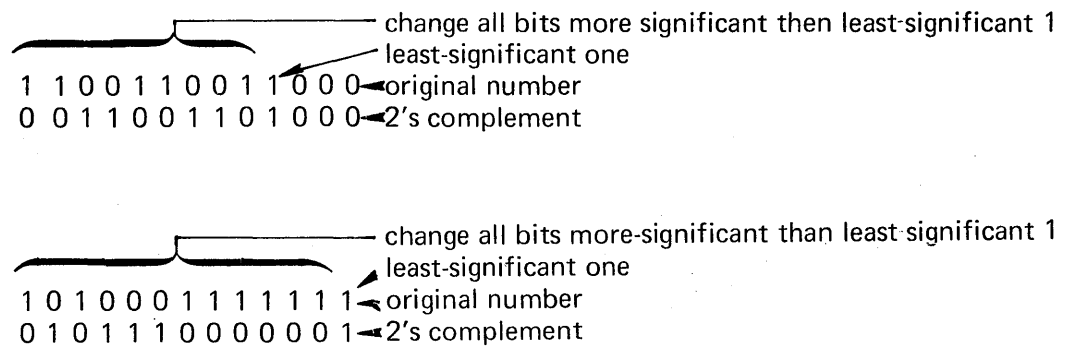 change all bits more significant then least-significant 1
least-significant one
1 1 0 0 1 1 0 0 1 1 0 0 0 original number
0 0 1 1 0 0 1 1 0 1 0 0 0 2's complement
change all bits more-significant than least-significant 1
least-significant one
1 0 1 0 0 0 1 1 1 1 1 1 1 original number
0 1 0 1 1 1 0 0 0 0 0 0 1 2's complement